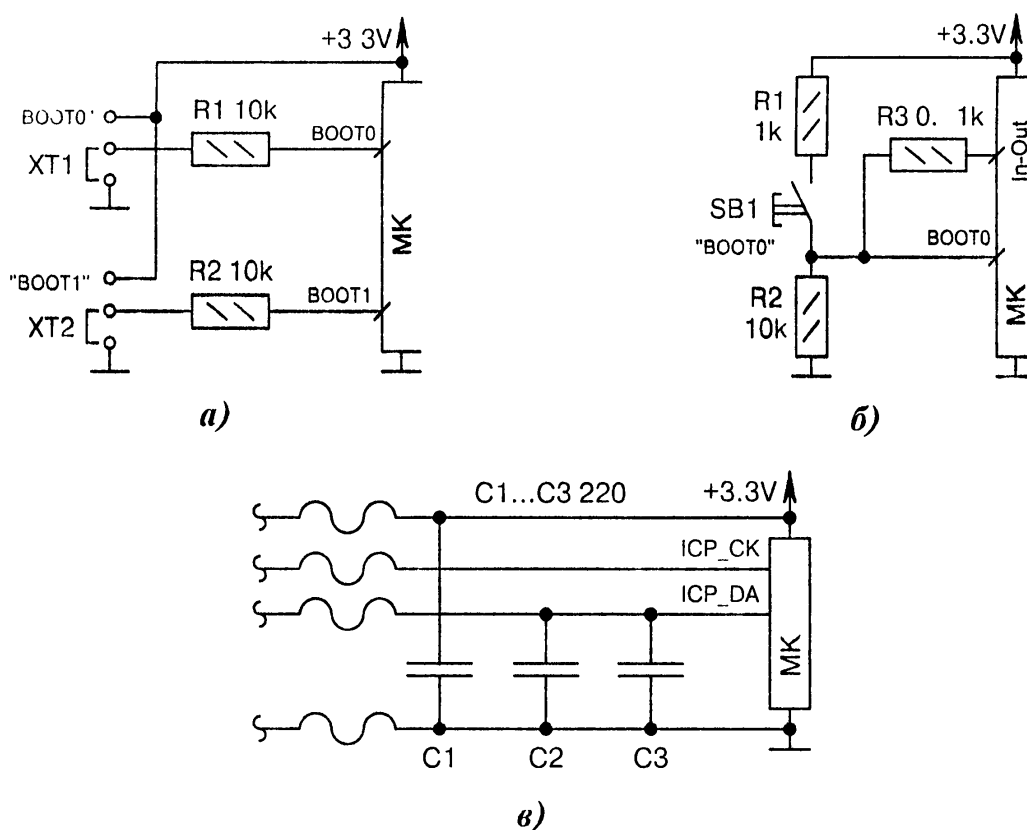 +3 3V
BOOT0'
R1 10k
BOOT0
XT1
МК
"BOOT1"
R2 10k
BOOT1
XT2
а)
+3.3V
R1
1k
R3 0. 1k
In-Out
SB1
"BOOT0"
BOOT0
R2
10k
МК
б)
C1...C3 220
+3.3V
ICP_CK
ICP_DA
МК
C1
C2
C3
в)